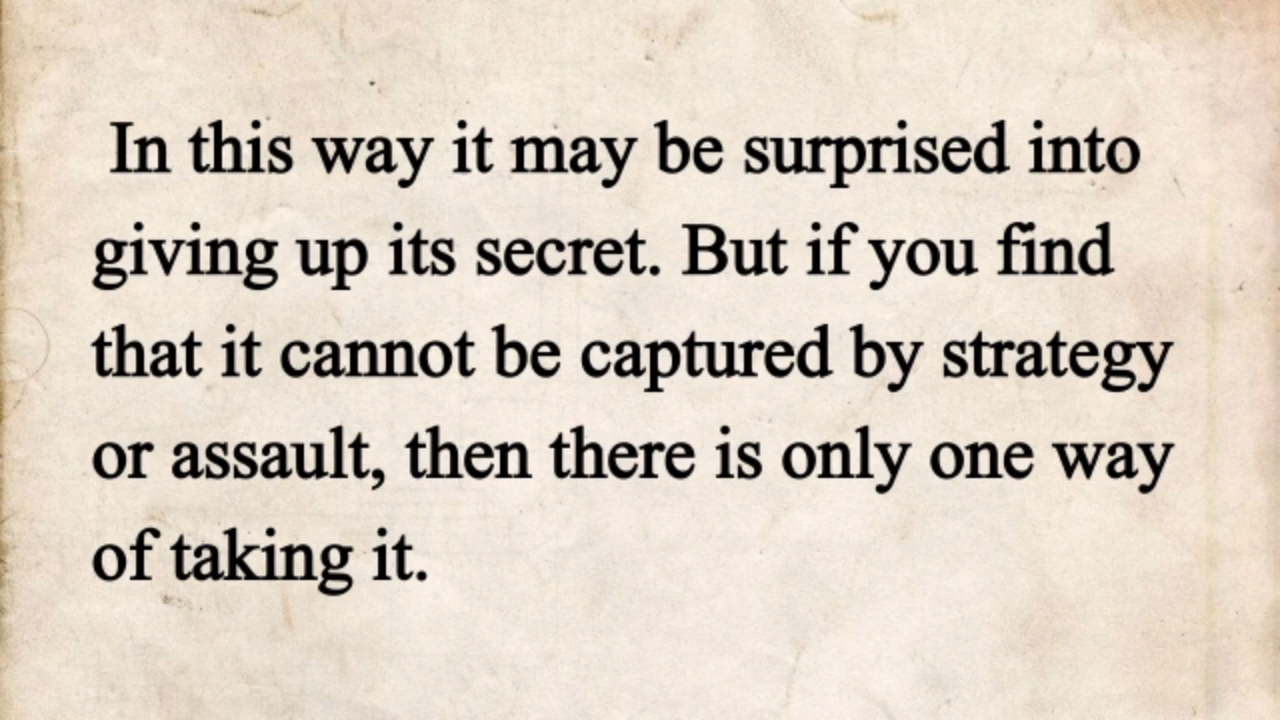 In this way it may be surprised into
giving up its secret. But if you find
that it cannot be captured by strategy
or assault, then there is only one way
of taking it.